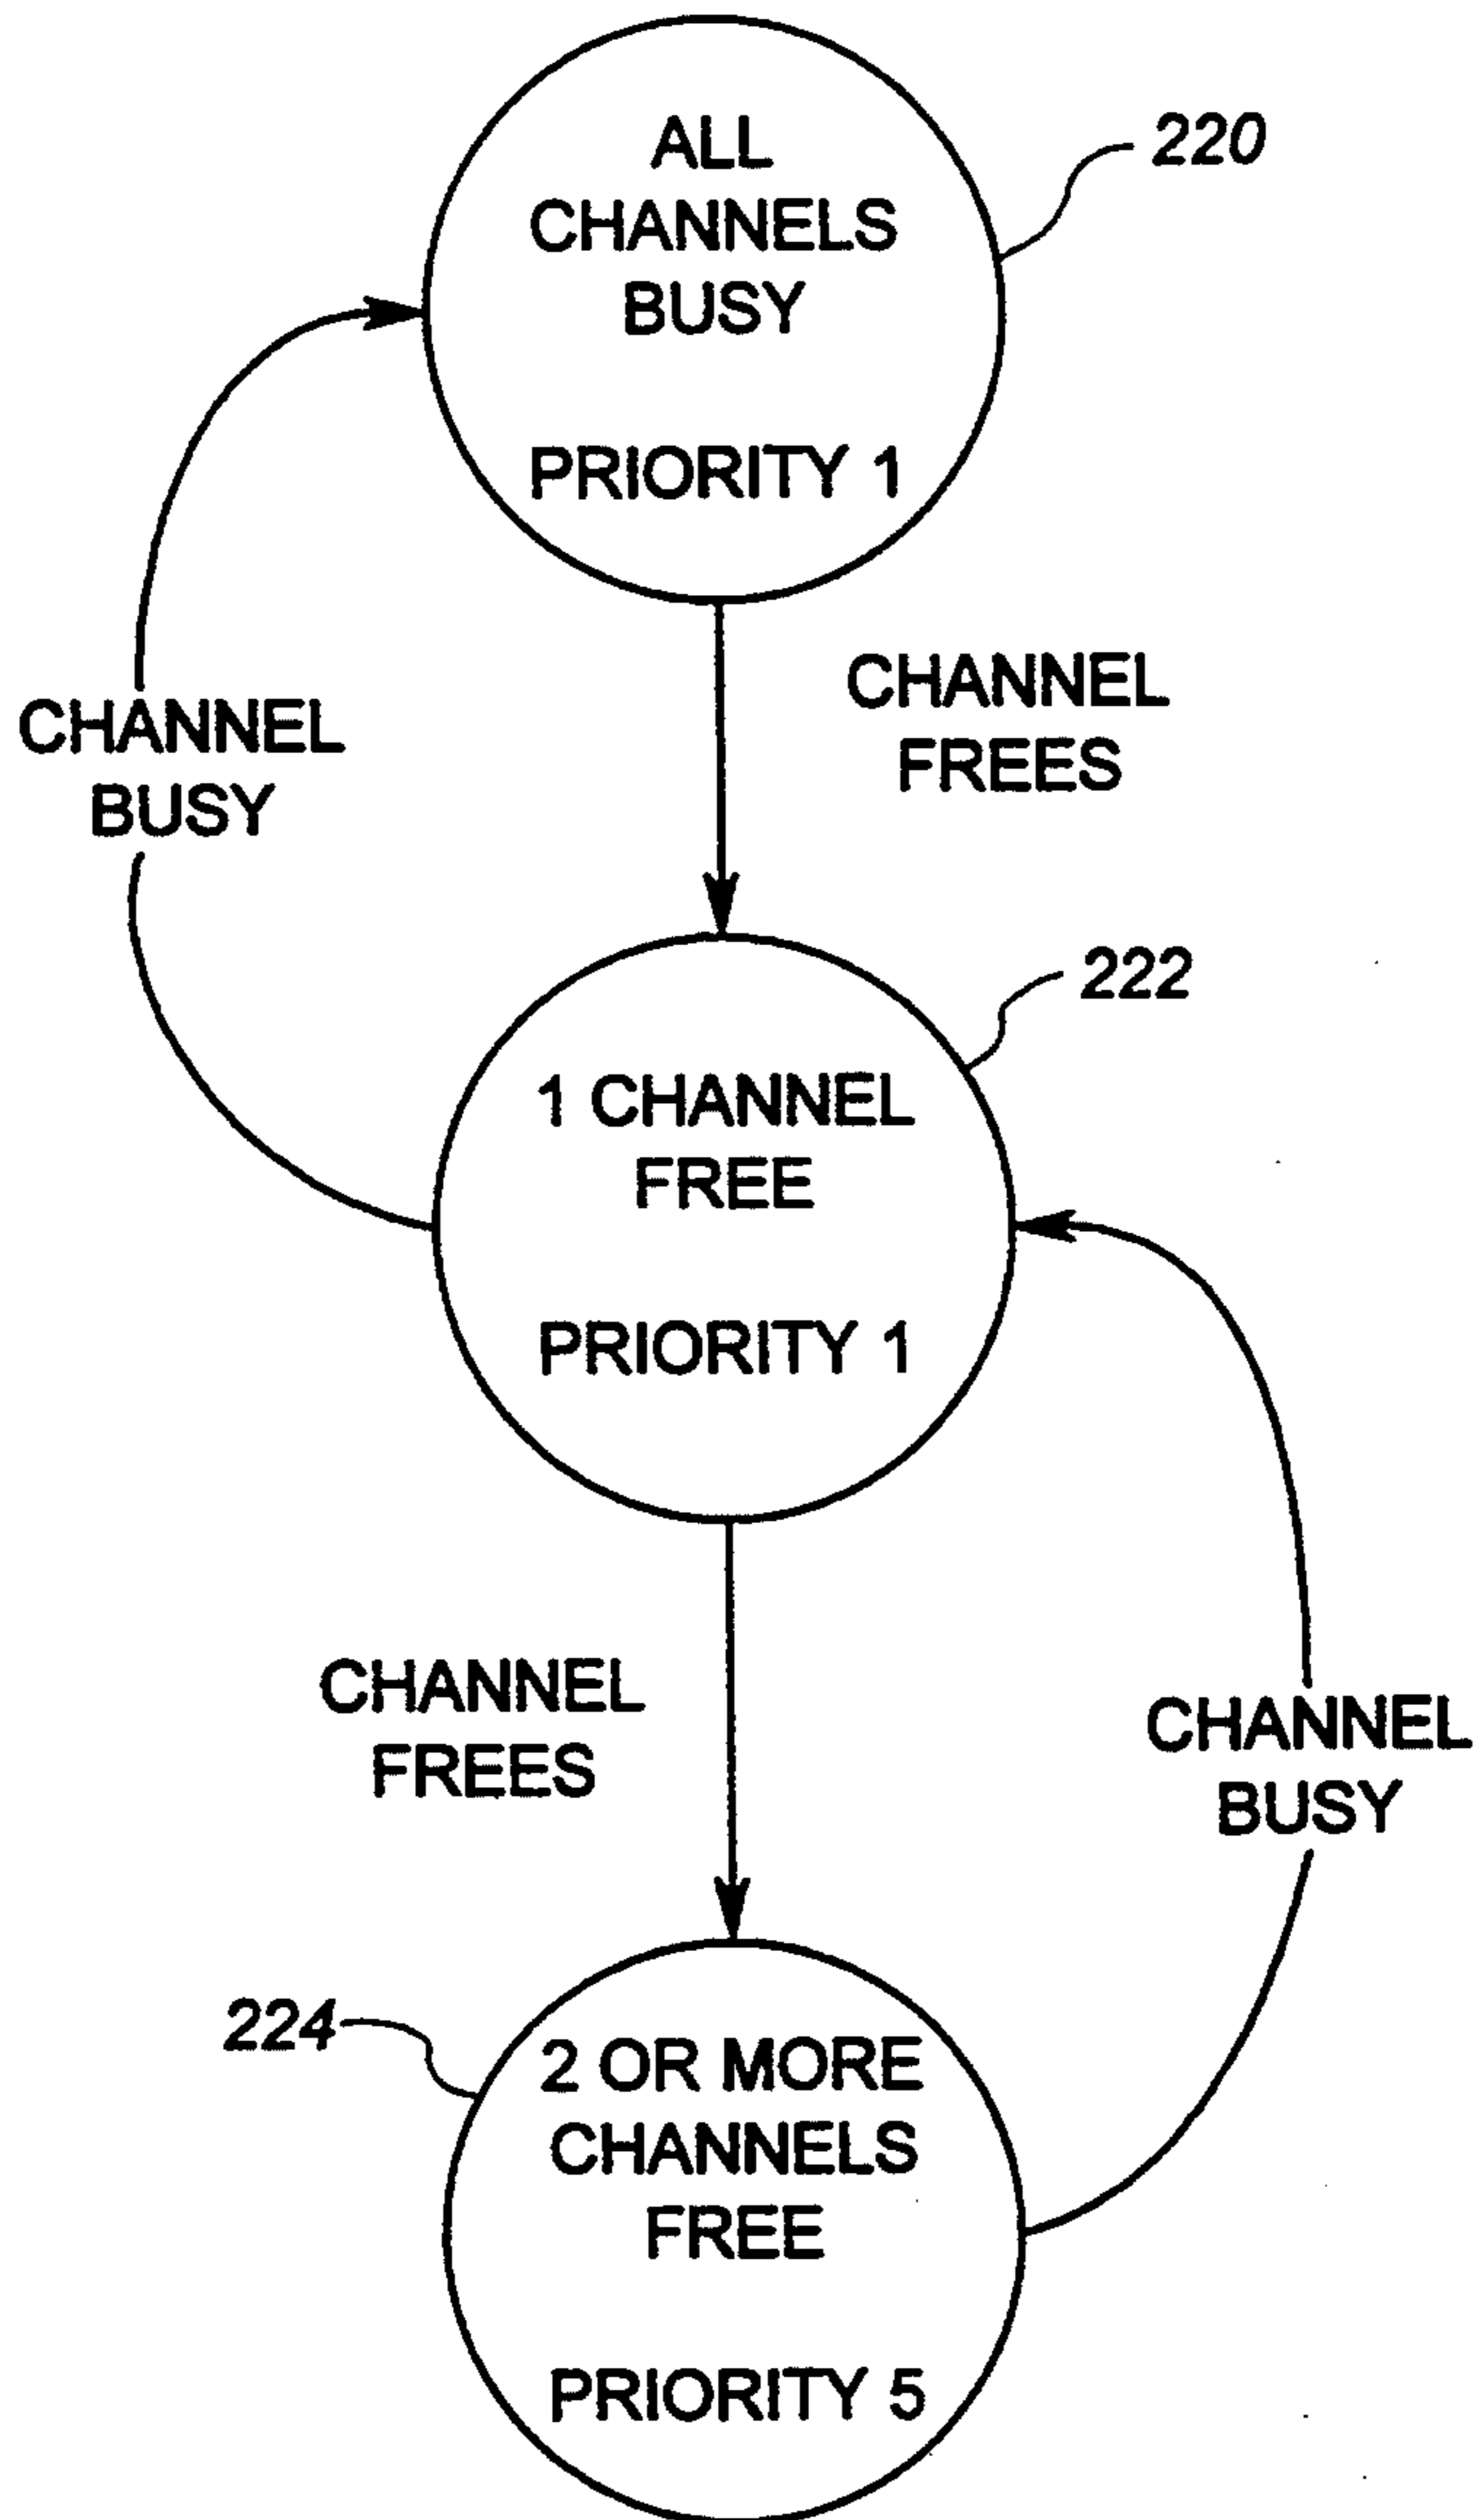 ALL
CHANNELS
BUSY
PRIORITY 1
220
CHANNEL
FREES
CHANNEL
BUSY
222
1 CHANNEL
FREE
PRIORITY 1
CHANNEL
FREES
CHANNEL
BUSY
224
2 OR MORE
CHANNELS
FREE
PRIORITY 5